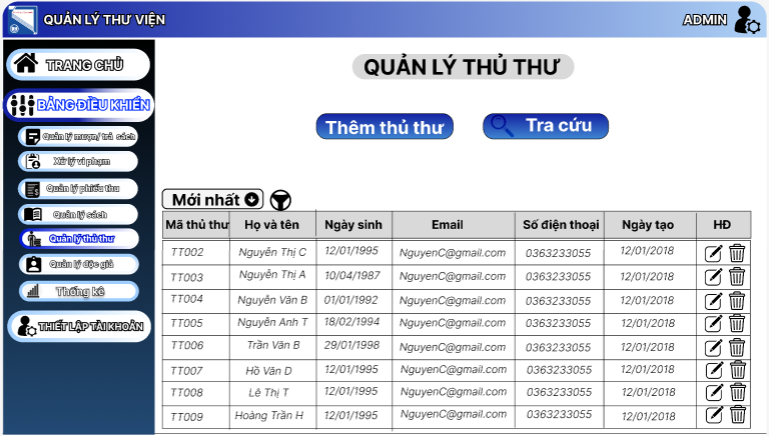 QUẢN LÝ THƯ VIỆN
ADMIN
TRANG CHỦ
BẢNG ĐIỀU KHIỂN
Quản lý mượn/ trả sách
Xử lý vi phạm
Quản lý phiếu thu
Quản lý sách
Quản lý thủ thư
Quản lý độc giả
Thống kê
THIẾT LẬP TÀI KHOẢN
QUẢN LÝ THỦ THƯ
Thêm thủ thư
Tra cứu
Mới nhất
Mã thủ thư Họ và tên Ngày sinh Email Số điện thoại Ngày tạo HĐ
TT002 Nguyễn Thị C 12/01/1995 NguyenC@gmail.com 0363233055 12/01/2018
TT003 Nguyễn Thị A 10/04/1987 NguyenC@gmail.com 0363233055 12/01/2018
TT004 Nguyễn Văn B 01/01/1992 NguyenC@gmail.com 0363233055 12/01/2018
TT005 Nguyễn Anh T 18/02/1994 NguyenC@gmail.com 0363233055 12/01/2018
TT006 Trần Văn B 29/01/1998 NguyenC@gmail.com 0363233055 12/01/2018
TT007 Hồ Văn D 12/01/1995 NguyenC@gmail.com 0363233055 12/01/2018
TT008 Lê Thị T 12/01/1995 NguyenC@gmail.com 0363233055 12/01/2018
TT009 Hoàng Trần H 12/01/1995 NguyenC@gmail.com 0363233055 12/01/2018